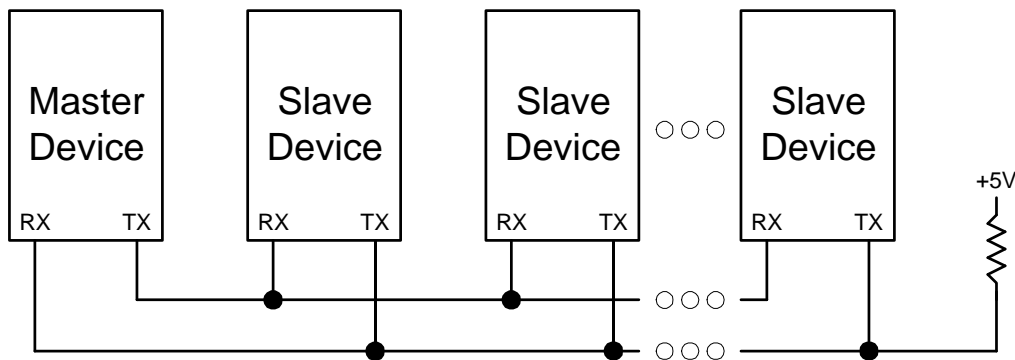 Master
Device
Slave
Device
Slave
Device
Slave
Device
+5V
RX TX
RX TX
RX TX
RX TX